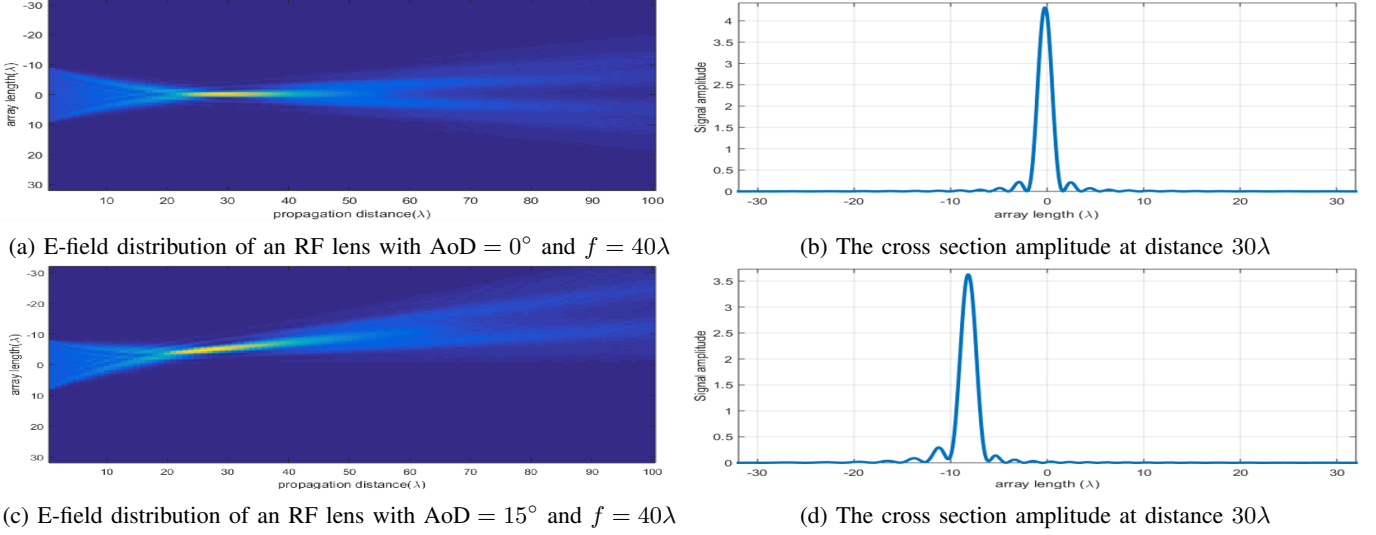 -30
-20
-10
0
10
20
30
array length(λ)
10 20 30 40 50 60 70 80 90 100
propagation distance(λ)
4
3.5
3
2.5
2
1.5
1
0.5
0
Signal amplitude
-30 -20 -10 0 10 20 30
array length (λ)
(a) E-field distribution of an RF lens with AoD = 0° and f = 40λ
(b) The cross section amplitude at distance 30λ
-30
-20
-10
0
10
20
30
array length(λ)
10 20 30 40 50 60 70 80 90 100
propagation distance(λ)
3.5
3
2.5
2
1.5
1
0.5
0
Signal amplitude
-30 -20 -10 0 10 20 30
array length (λ)
(c) E-field distribution of an RF lens with AoD = 15° and f = 40λ
(d) The cross section amplitude at distance 30λ